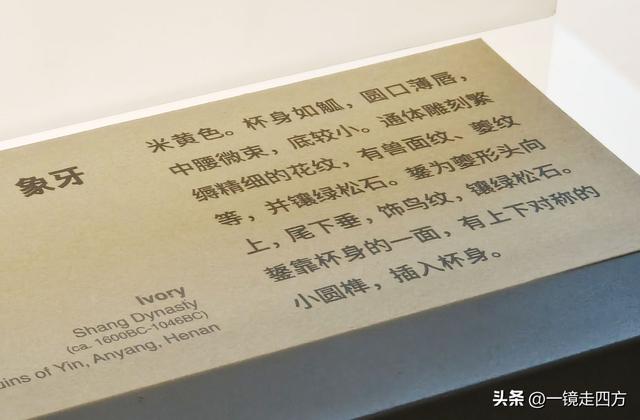 象牙
米黄色。杯身如觚，圆口薄唇，
中腰微束，底较小。通体雕刻繁
缛精细的花纹，有兽面纹、夔纹
等，并镶绿松石。鋬为夔形头向
上，尾下垂，饰鸟纹，镶绿松石。
鋬靠杯身的一面，有上下对称的
小圆榫，插入杯身。
Ivory
Shang Dynasty
(ca. 1600BC-1046BC)
of Yin, Anyang, Henan
头条 @一镜走四方